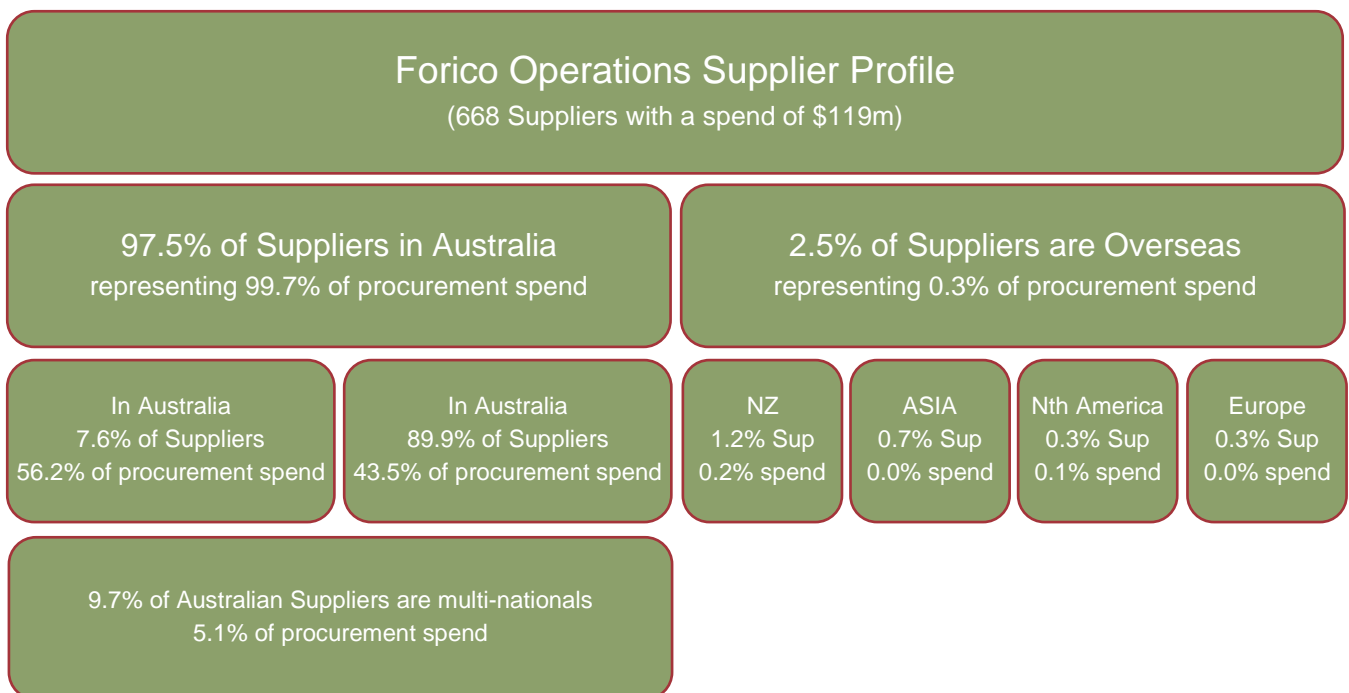 Forico Operations Supplier Profile
(668 Suppliers with a spend of $119m)
97.5% of Suppliers in Australia
representing 99.7% of procurement spend
2.5% of Suppliers are Overseas
representing 0.3% of procurement spend
In Australia
7.6% of Suppliers
56.2% of procurement spend
In Australia
89.9% of Suppliers
43.5% of procurement spend
NZ
1.2% Sup
0.2% spend
ASIA
0.7% Sup
0.0% spend
Nth America
0.3% Sup
0.1% spend
Europe
0.3% Sup
0.0% spend
9.7% of Australian Suppliers are multi-nationals
5.1% of procurement spend